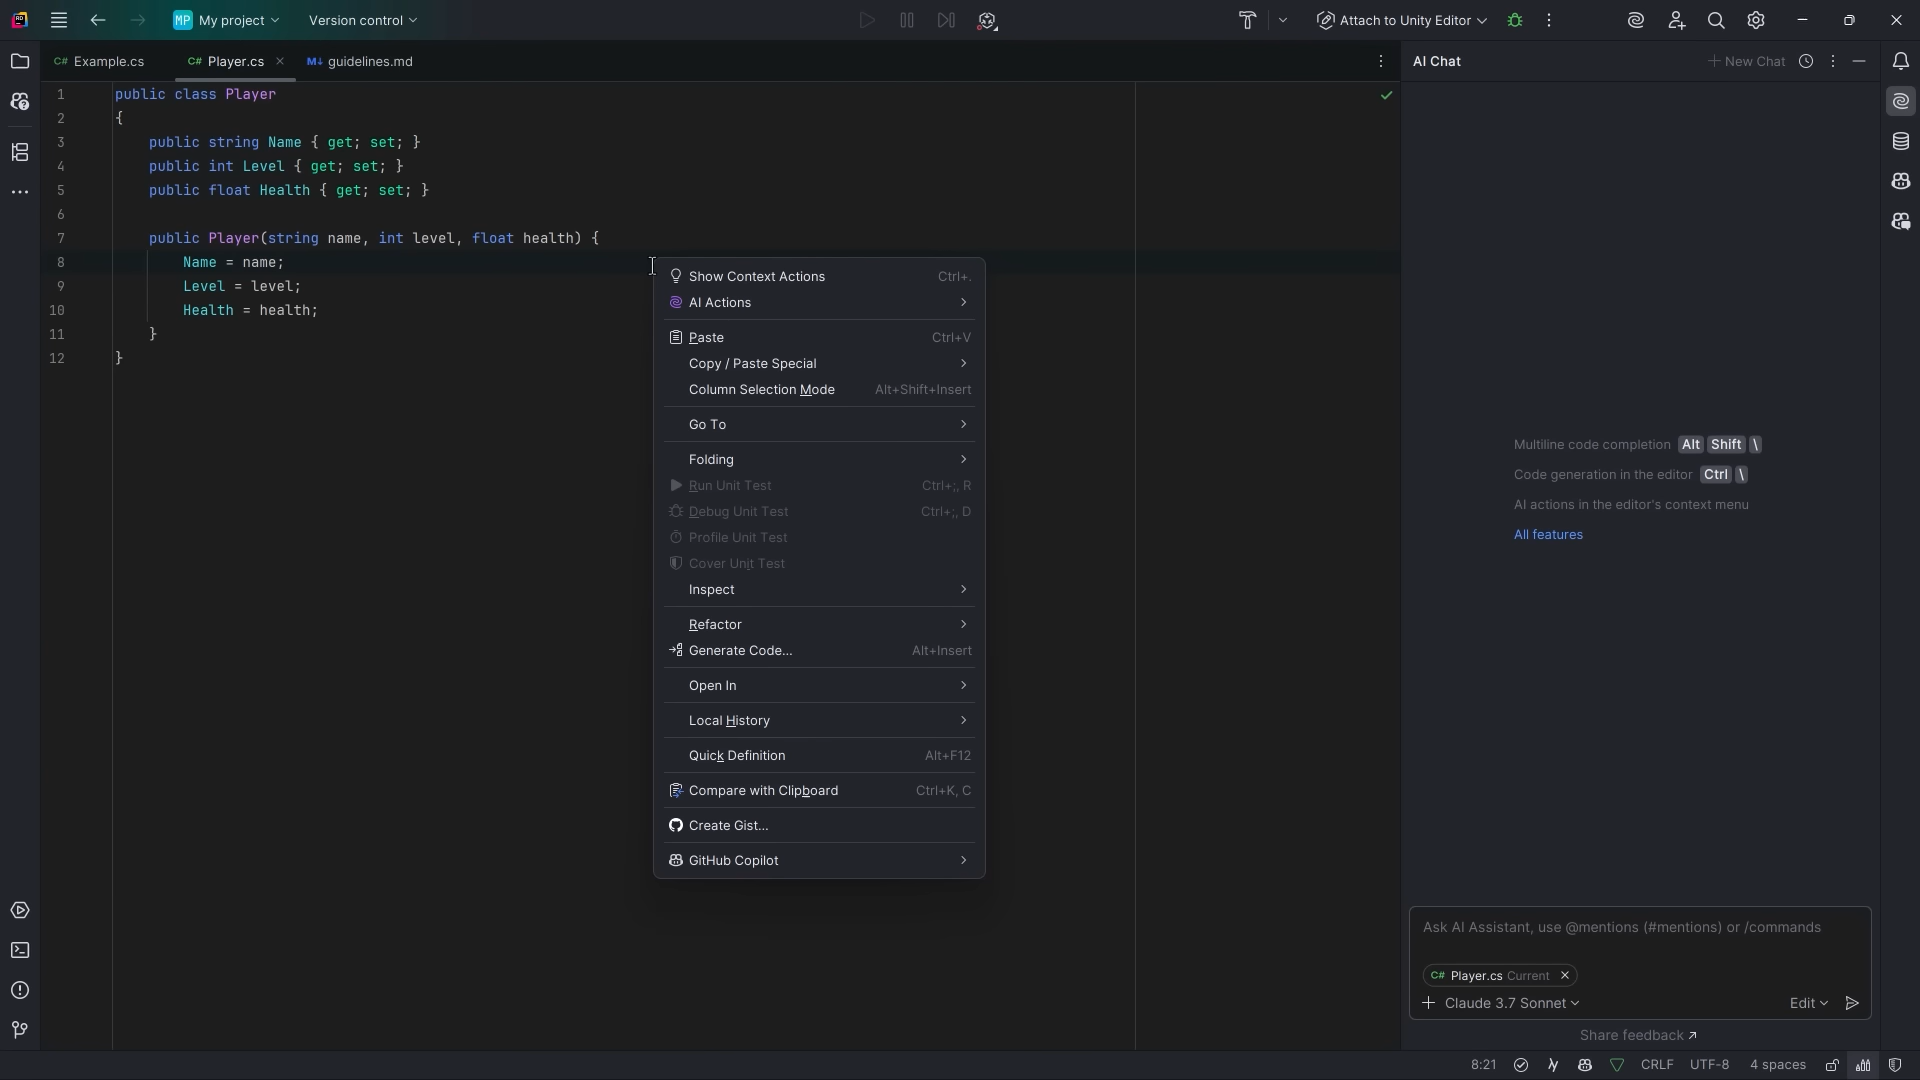 MP My project
Version control
Attach to Unity Editor
C# Example.cs
C# Player.cs
M↓ guidelines.md
1 public class Player
2 {
3 public string Name { get; set; }
4 public int Level { get; set; }
5 public float Health { get; set; }
6
7 public Player(string name, int level, float health) {
8 Name = name;
9 Level = level;
10 Health = health;
11 }
12 }
Show Context Actions Ctrl+.
AI Actions
Paste Ctrl+V
Copy / Paste Special
Column Selection Mode Alt+Shift+Insert
Go To
Folding
Run Unit Test Ctrl+;, R
Debug Unit Test Ctrl+;, D
Profile Unit Test
Cover Unit Test
Inspect
Refactor
Generate Code... Alt+Insert
Open In
Local History
Quick Definition Alt+F12
Compare with Clipboard Ctrl+K, C
Create Gist...
GitHub Copilot
AI Chat
+ New Chat
Multiline code completion Alt Shift \
Code generation in the editor Ctrl \
AI actions in the editor's context menu
All features
Ask AI Assistant, use @mentions (#mentions) or /commands
C# Player.cs Current
Claude 3.7 Sonnet
Edit
Share feedback ↗
8:21
CRLF
UTF-8
4 spaces